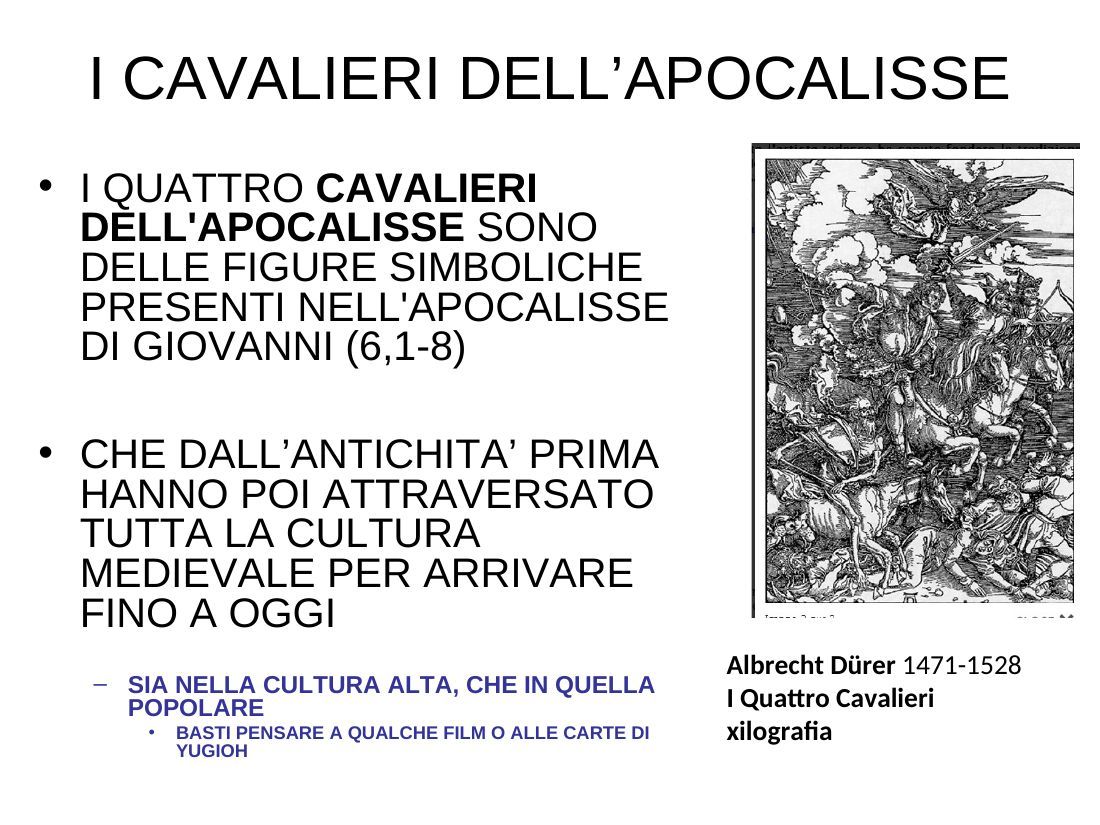 I CAVALIERI DELL’APOCALISSE
• I QUATTRO CAVALIERI
DELL'APOCALISSE SONO
DELLE FIGURE SIMBOLICHE
PRESENTI NELL'APOCALISSE
DI GIOVANNI (6,1-8)
• CHE DALL’ANTICHITA’ PRIMA
HANNO POI ATTRAVERSATO
TUTTA LA CULTURA
MEDIEVALE PER ARRIVARE
FINO A OGGI
– SIA NELLA CULTURA ALTA, CHE IN QUELLA
POPOLARE
• BASTI PENSARE A QUALCHE FILM O ALLE CARTE DI
YUGIOH
Albrecht Dürer 1471-1528
I Quattro Cavalieri
xilografia